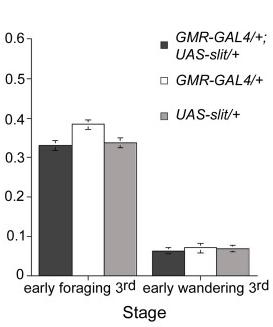 0.6
0.5
0.4
0.3
0.2
0.1
0
GMR-GAL4/+;
UAS-slit/+
GMR-GAL4/+
UAS-slit/+
early foraging 3rd
early wandering 3rd
Stage